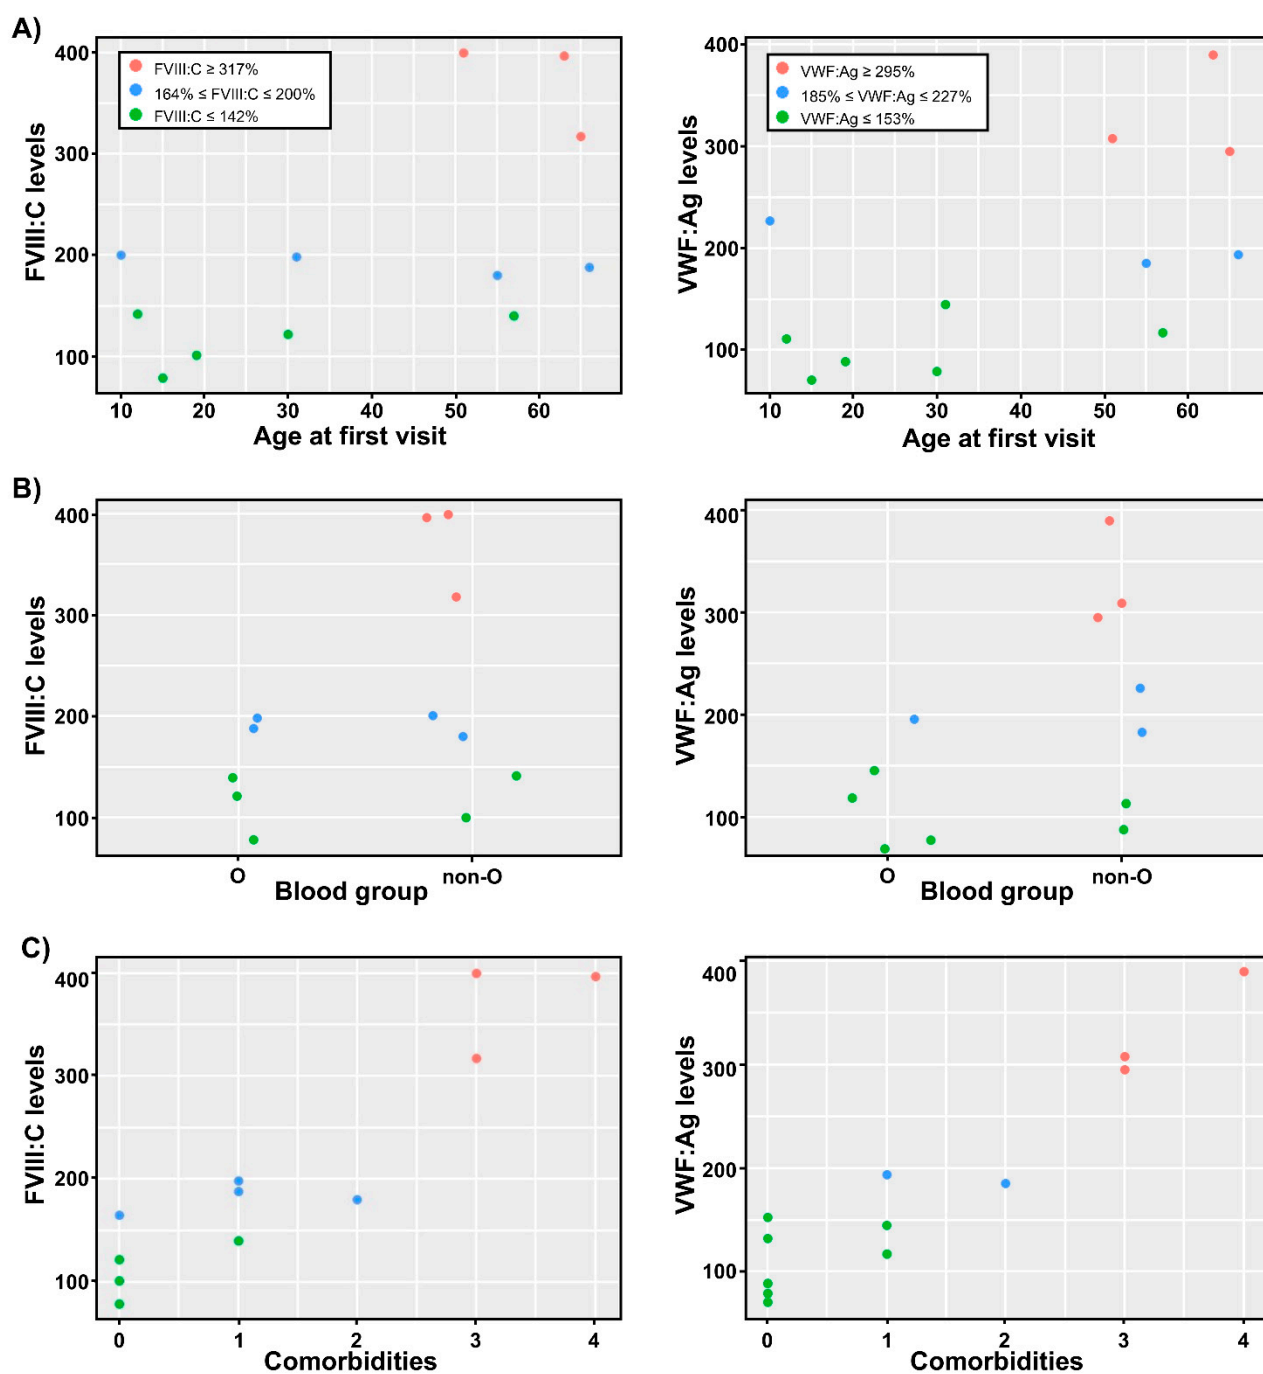 A)
FVIII:C levels
400
300
200
100
FVIII:C ≥ 317%
164% ≤ FVIII:C ≤ 200%
FVIII:C ≤ 142%
10 20 30 40 50 60
Age at first visit
VWF:Ag levels
400
300
200
100
VWF:Ag ≥ 295%
185% ≤ VWF:Ag ≤ 227%
VWF:Ag ≤ 153%
10 20 30 40 50 60
Age at first visit
B)
FVIII:C levels
400
300
200
100
O non-O
Blood group
VWF:Ag levels
400
300
200
100
O non-O
Blood group
C)
FVIII:C levels
400
300
200
100
0 1 2 3 4
Comorbidities
VWF:Ag levels
400
300
200
100
0 1 2 3 4
Comorbidities